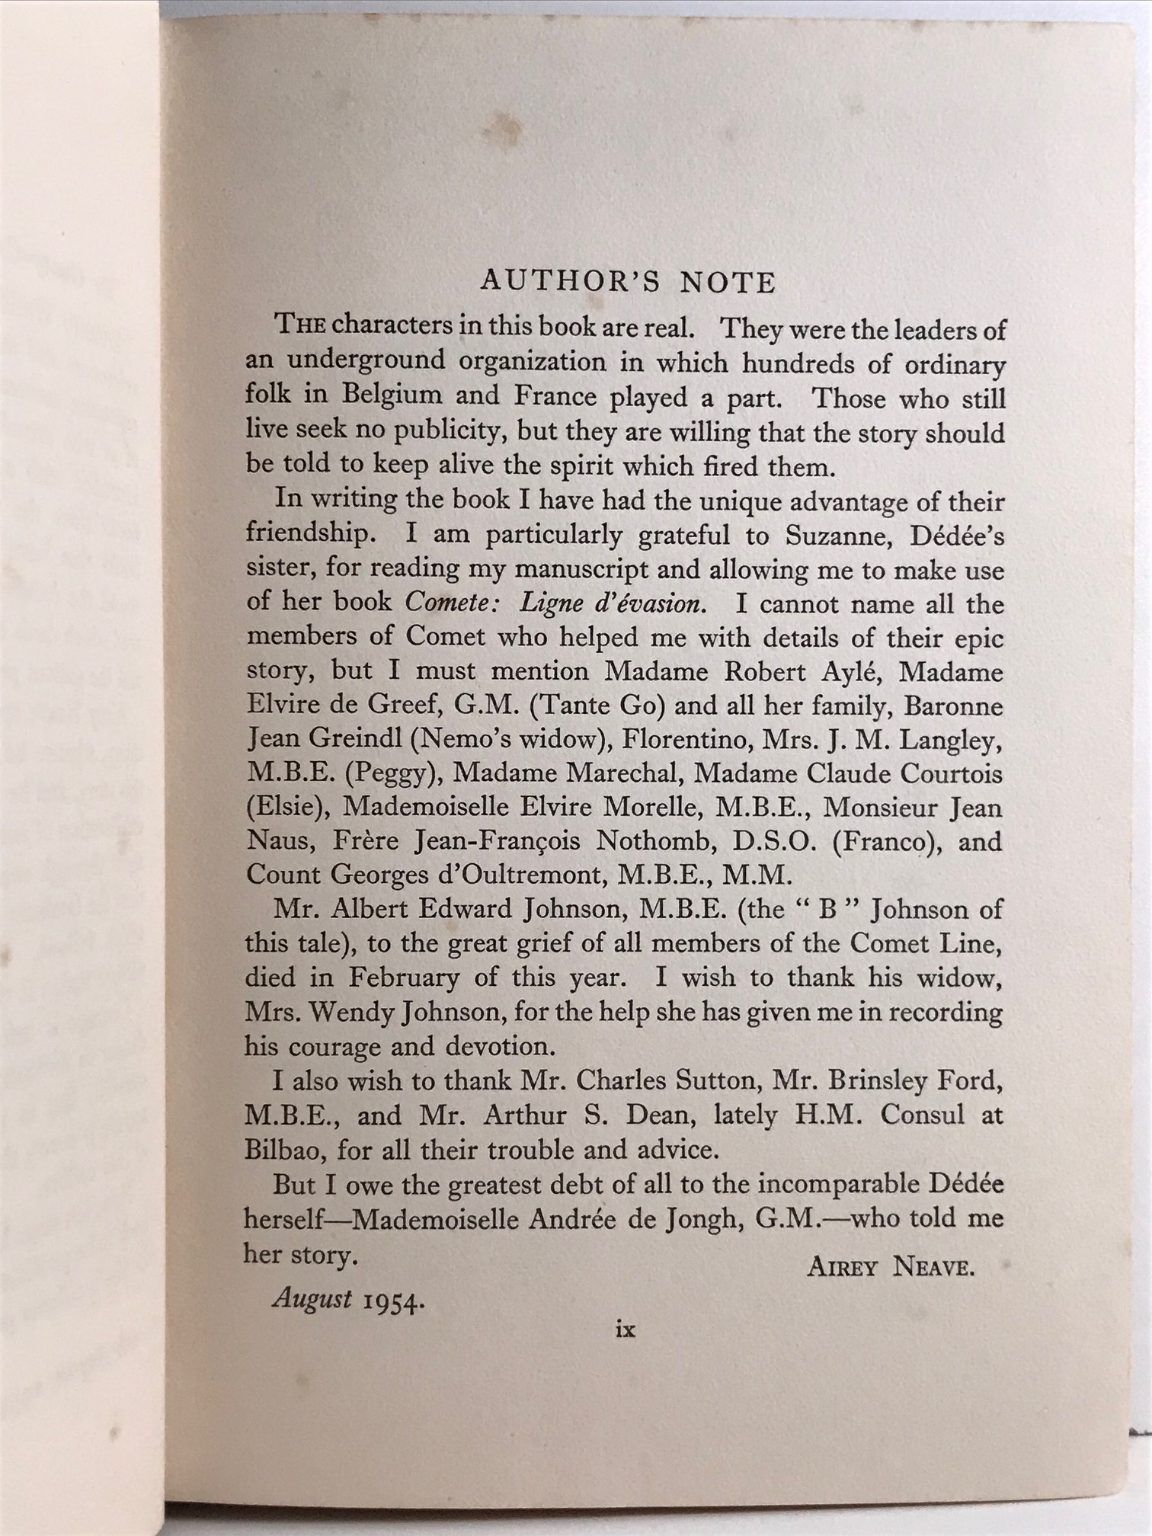 AUTHOR'S NOTE
THE characters in this book are real. They were the leaders of
an underground organization in which hundreds of ordinary
folk in Belgium and France played a part. Those who still
live seek no publicity, but they are willing that the story should
be told to keep alive the spirit which fired them.
In writing the book I have had the unique advantage of their
friendship. I am particularly grateful to Suzanne, Dédée's
sister, for reading my manuscript and allowing me to make use
of her book Comete: Ligne d'évasion. I cannot name all the
members of Comet who helped me with details of their epic
story, but I must mention Madame Robert Aylé, Madame
Elvire de Greef, G.M. (Tante Go) and all her family, Baronne
Jean Greindl (Nemo's widow), Florentino, Mrs. J. M. Langley,
M.B.E. (Peggy), Madame Marechal, Madame Claude Courtois
(Elsie), Mademoiselle Elvire Morelle, M.B.E., Monsieur Jean
Naus, Frère Jean-François Nothomb, D.S.O. (Franco), and
Count Georges d'Oultremont, M.B.E., M.M.
Mr. Albert Edward Johnson, M.B.E. (the " B " Johnson of
this tale), to the great grief of all members of the Comet Line,
died in February of this year. I wish to thank his widow,
Mrs. Wendy Johnson, for the help she has given me in recording
his courage and devotion.
I also wish to thank Mr. Charles Sutton, Mr. Brinsley Ford,
M.B.E., and Mr. Arthur S. Dean, lately H.M. Consul at
Bilbao, for all their trouble and advice.
But I owe the greatest debt of all to the incomparable Dédée
herself—Mademoiselle Andrée de Jongh, G.M.—who told me
her story.
AIREY NEAVE.
August 1954.
ix